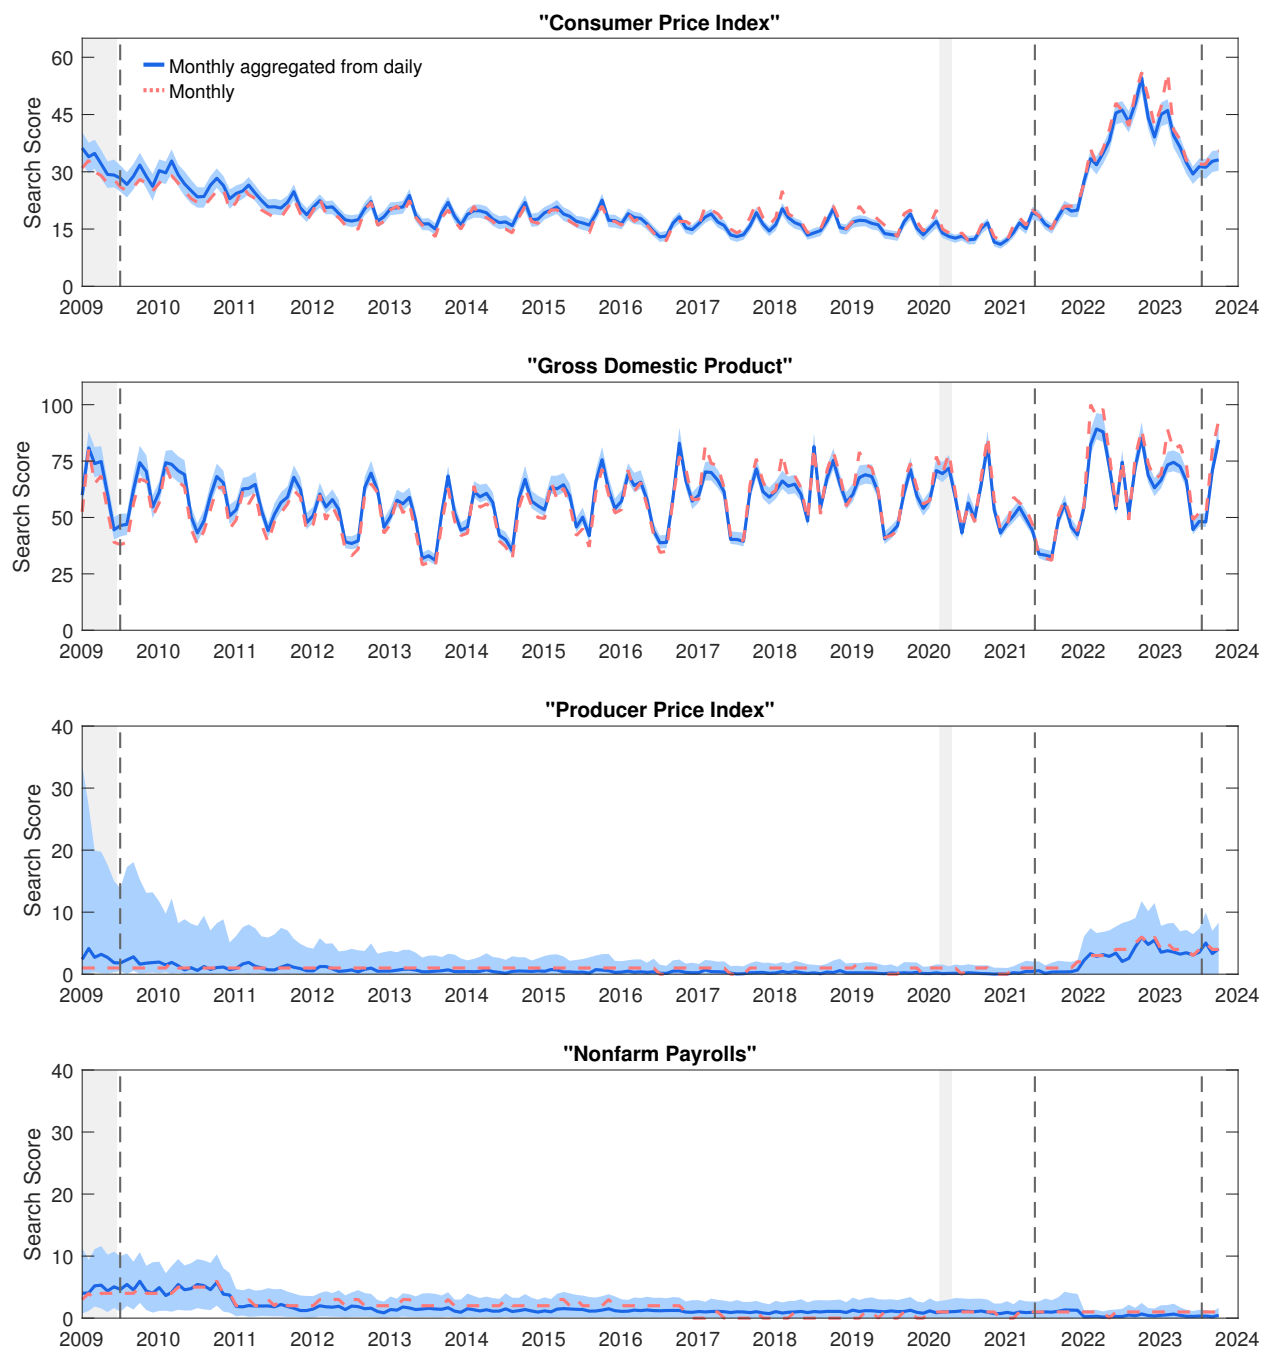 "Consumer Price Index"
Search Score
60
45
30
15
0
Monthly aggregated from daily
Monthly
2009 2010 2011 2012 2013 2014 2015 2016 2017 2018 2019 2020 2021 2022 2023 2024
"Gross Domestic Product"
Search Score
100
75
50
25
0
2009 2010 2011 2012 2013 2014 2015 2016 2017 2018 2019 2020 2021 2022 2023 2024
"Producer Price Index"
Search Score
40
30
20
10
0
2009 2010 2011 2012 2013 2014 2015 2016 2017 2018 2019 2020 2021 2022 2023 2024
"Nonfarm Payrolls"
Search Score
40
30
20
10
0
2009 2010 2011 2012 2013 2014 2015 2016 2017 2018 2019 2020 2021 2022 2023 2024